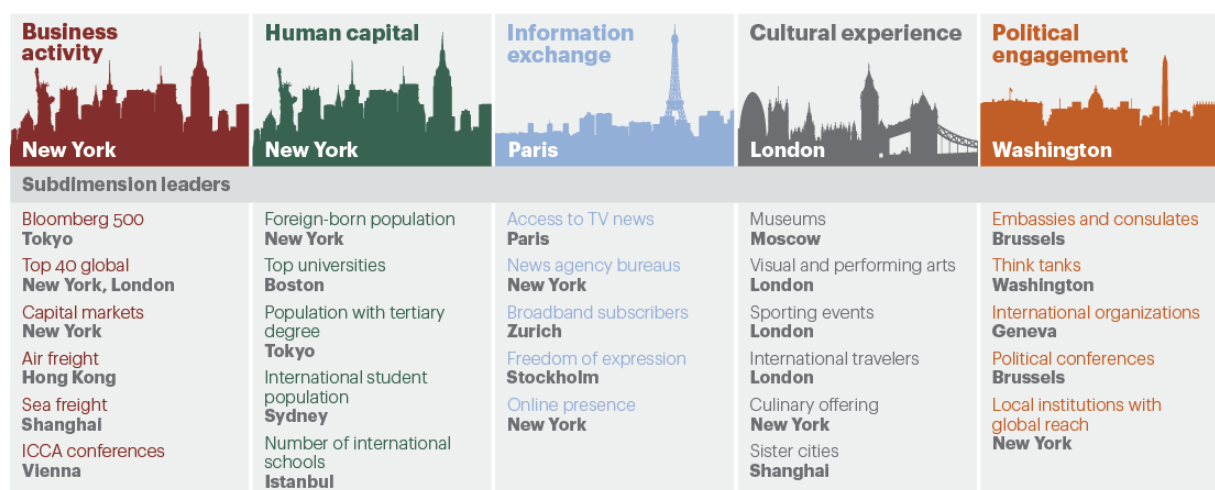 Business
activity
New York
Human capital
New York
Information
exchange
Paris
Cultural experience
London
Political
engagement
Washington
Subdimension leaders
Bloomberg 500
Tokyo
Top 40 global
New York, London
Capital markets
New York
Air freight
Hong Kong
Sea freight
Shanghai
ICCA conferences
Vienna
Foreign-born population
New York
Top universities
Boston
Population with tertiary
degree
Tokyo
International student
population
Sydney
Number of international
schools
Istanbul
Access to TV news
Paris
News agency bureaus
New York
Broadband subscribers
Zurich
Freedom of expression
Stockholm
Online presence
New York
Museums
Moscow
Visual and performing arts
London
Sporting events
London
International travelers
London
Culinary offering
New York
Sister cities
Shanghai
Embassies and consulates
Brussels
Think tanks
Washington
International organizations
Geneva
Political conferences
Brussels
Local institutions with
global reach
New York